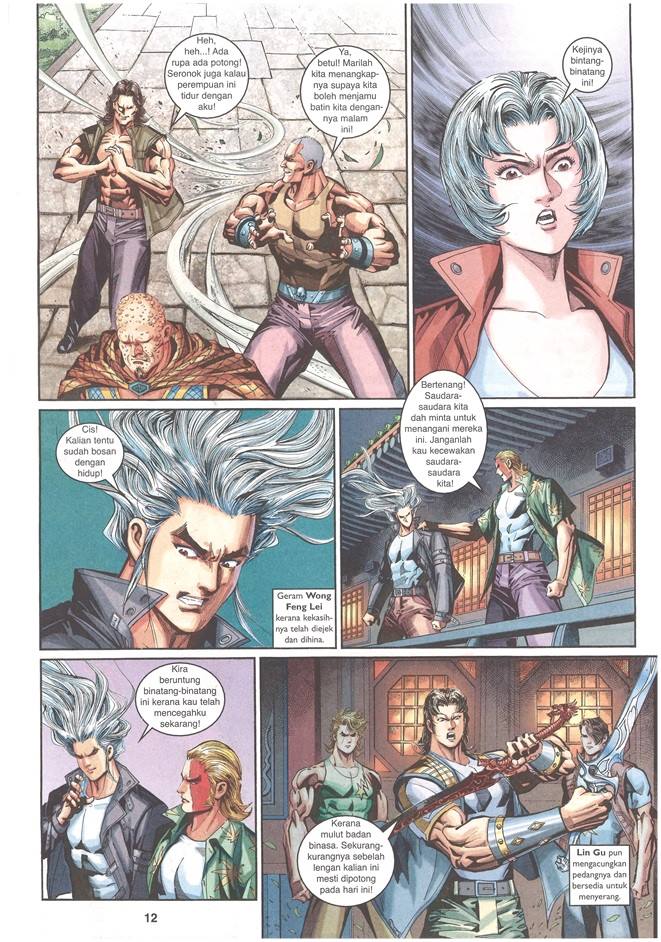 Heh,
heh...! Ada
rupa ada potong!
Seronok juga kalau
perempuan ini
tidur dengan
aku!
Ya,
betul! Marilah
kita menangkap-
nya supaya kita
boleh menjamu
batin kita dengan-
nya malam
ini!
Kejinya
bintang-
binatang
ini!
Cis!
Kalian tentu
sudah bosan
dengan
hidup!
Geram Wong
Feng Lei
kerana kekasih-
nya telah diejek
dan dihina.
Bertenang!
Saudara-
saudara kita
dah minta untuk
menangani mereka
ini. Janganlah
kau kecewakan
saudara-
saudara
kita!
Kira
beruntung
binatang-binatang
ini kerana kau telah
mencegahku
sekarang!
Kerana
mulut badan
binasa. Sekurang-
kurangnya sebelah
lengan kalian ini
mesti dipotong
pada hari ini!
Lin Gu pun
mengacungkan
pedangnya dan
bersedia untuk
menyerang.
12